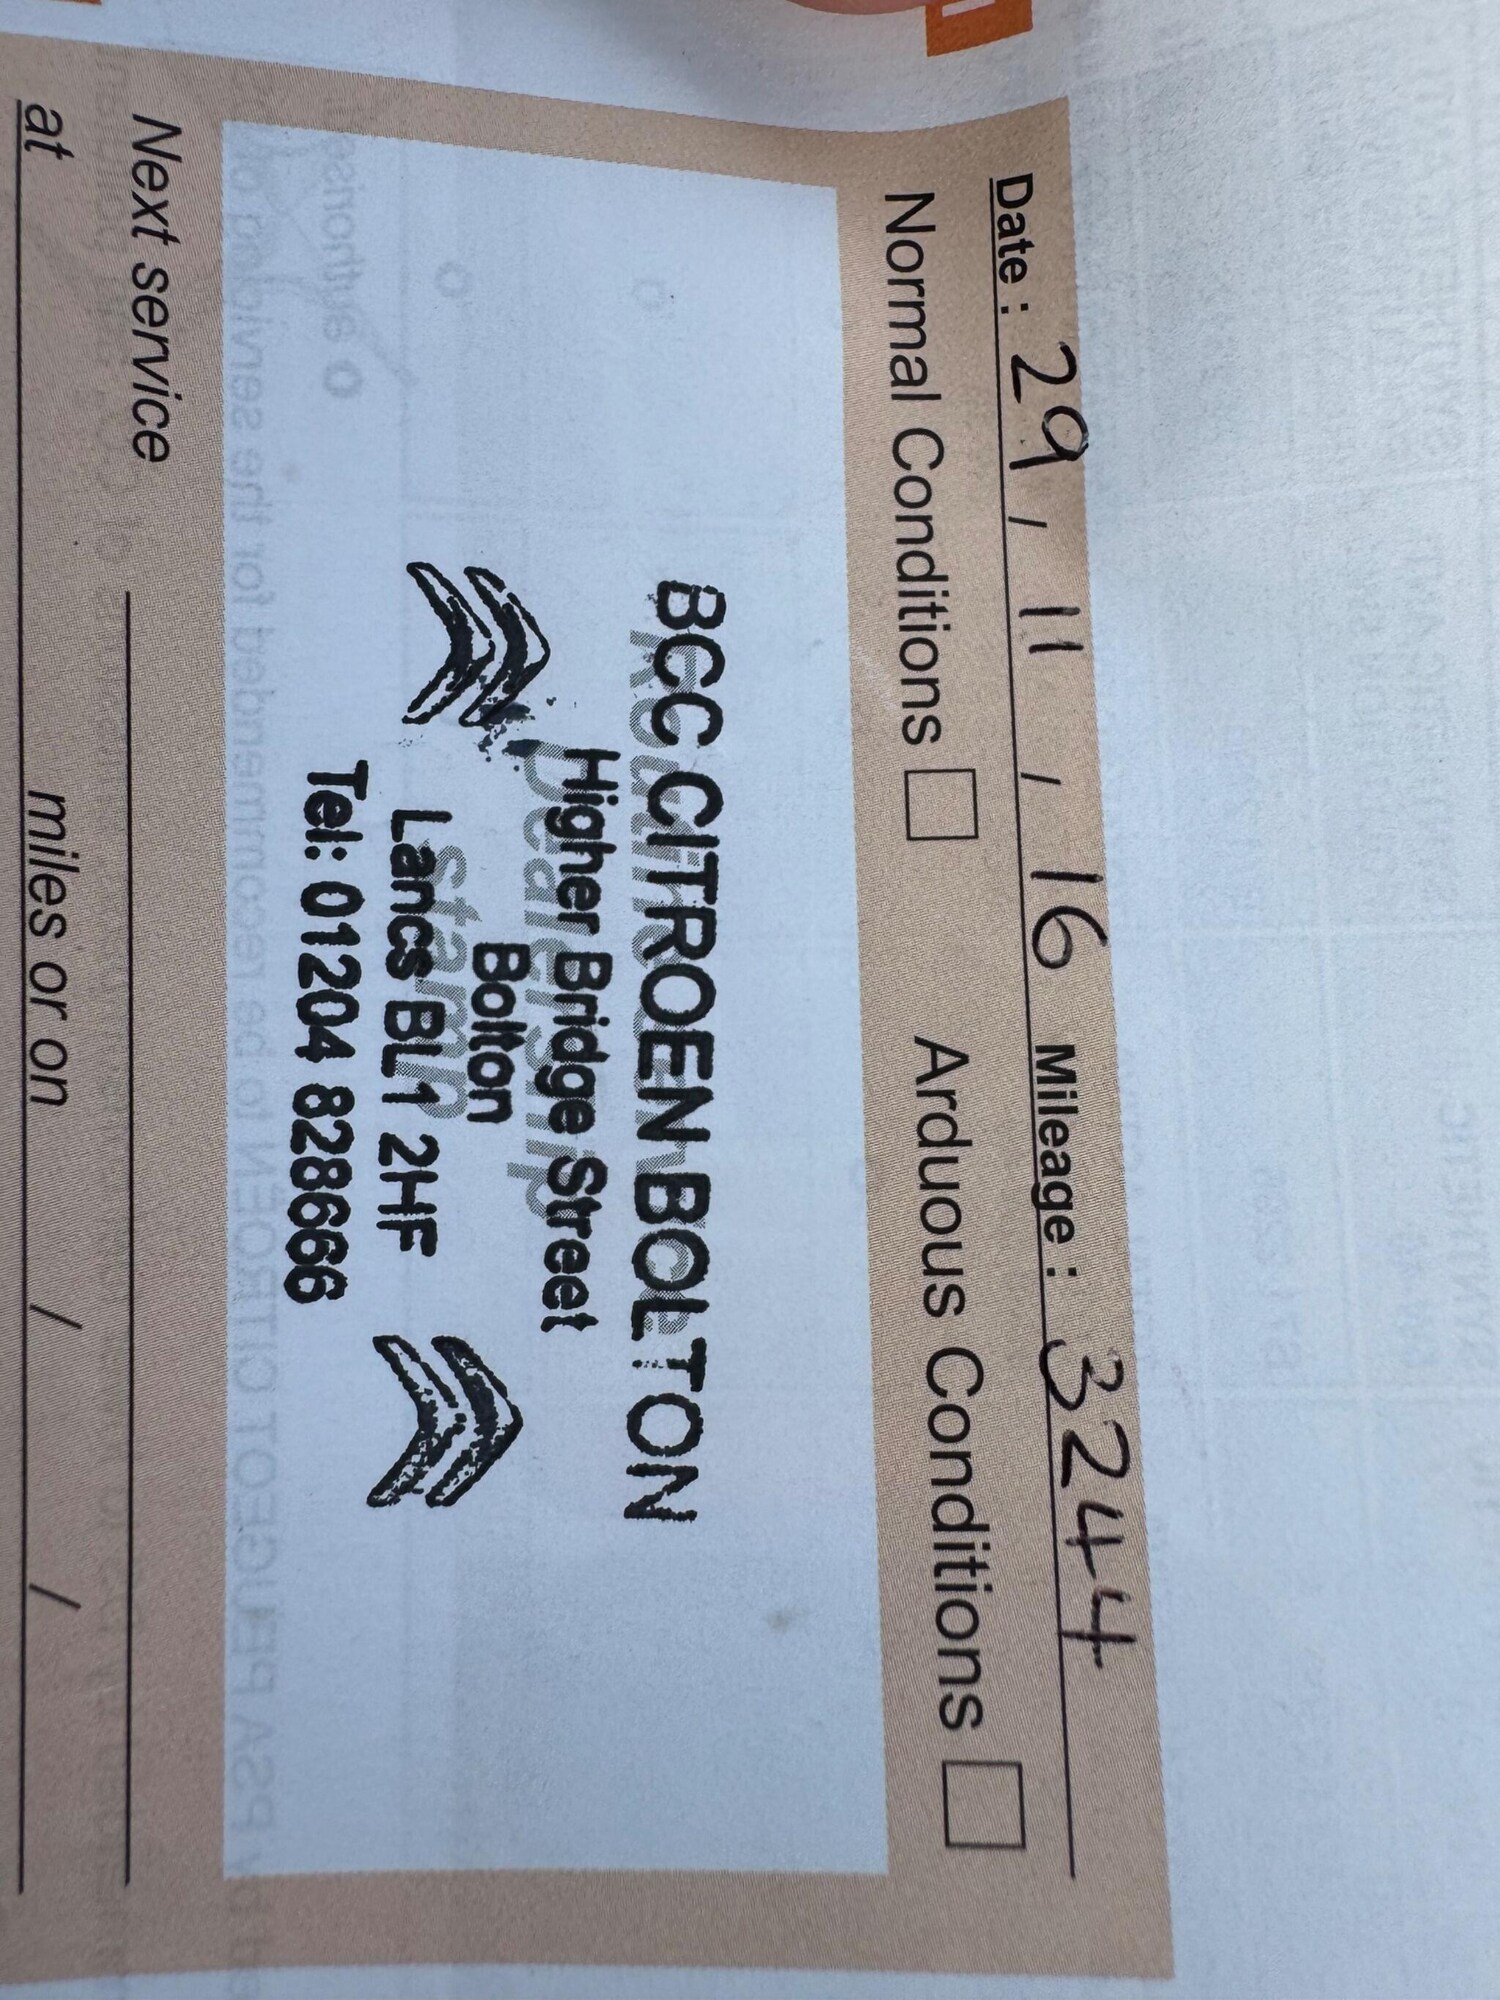 Date : 29 / 11 / 16 Mileage : 3244
Normal Conditions Arduous Conditions
BCC CITROEN BOLTON
Higher Bridge Street
Bolton
Lancs BL1 2HF
Tel: 01204 828666
Next service
at miles or on / /